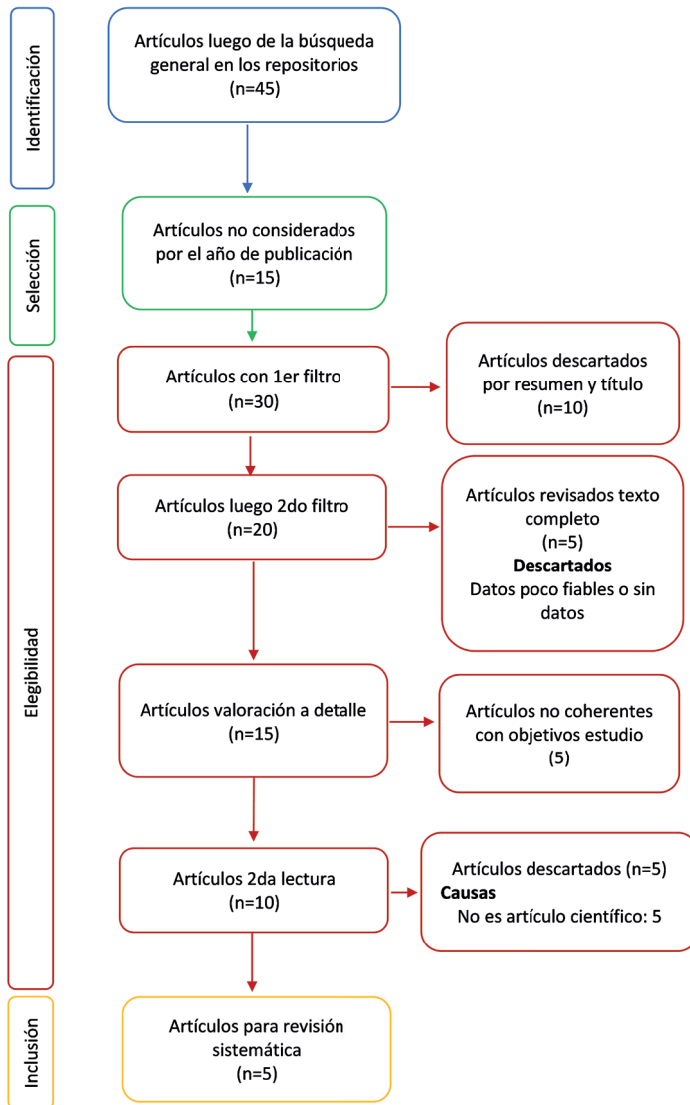 Identificación
Artículos luego de la búsqueda
general en los repositorios
(n=45)
Selección
Artículos no considerados
por el año de publicación
(n=15)
Elegibilidad
Artículos con 1er filtro
(n=30)
Artículos descartados
por resumen y título
(n=10)
Artículos luego 2do filtro
(n=20)
Artículos revisados texto
completo
(n=5)
Descartados
Datos poco fiables o sin
datos
Artículos valoración a detalle
(n=15)
Artículos no coherentes
con objetivos estudio
(5)
Artículos 2da lectura
(n=10)
Artículos descartados (n=5)
Causas
No es artículo científico: 5
Inclusión
Artículos para revisión
sistemática
(n=5)